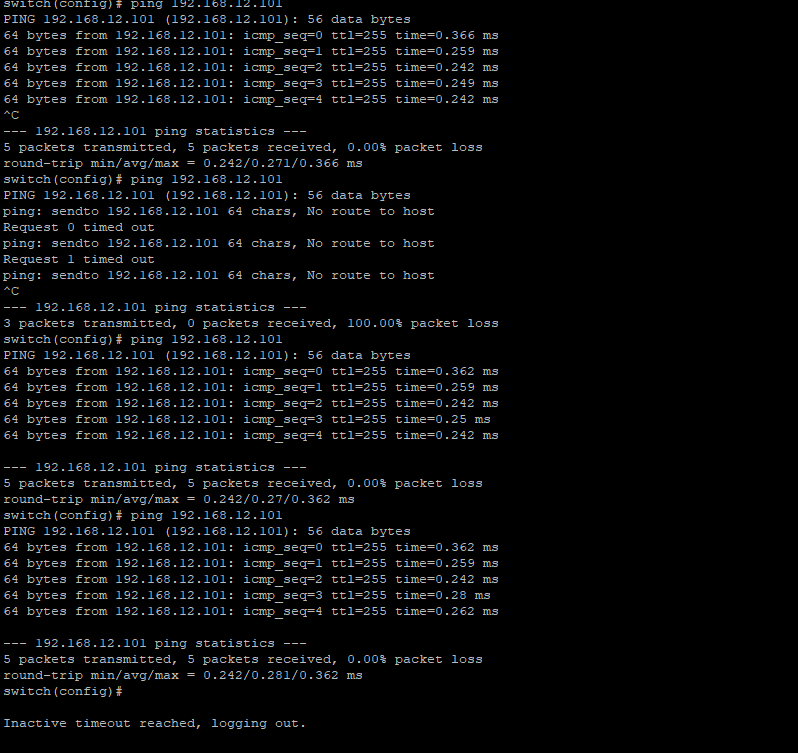 switch(config)# ping 192.168.12.101
PING 192.168.12.101 (192.168.12.101): 56 data bytes
64 bytes from 192.168.12.101: icmp_seq=0 ttl=255 time=0.366 ms
64 bytes from 192.168.12.101: icmp_seq=1 ttl=255 time=0.259 ms
64 bytes from 192.168.12.101: icmp_seq=2 ttl=255 time=0.242 ms
64 bytes from 192.168.12.101: icmp_seq=3 ttl=255 time=0.249 ms
64 bytes from 192.168.12.101: icmp_seq=4 ttl=255 time=0.242 ms
^C
--- 192.168.12.101 ping statistics ---
5 packets transmitted, 5 packets received, 0.00% packet loss
round-trip min/avg/max = 0.242/0.271/0.366 ms
switch(config)# ping 192.168.12.101
PING 192.168.12.101 (192.168.12.101): 56 data bytes
ping: sendto 192.168.12.101 64 chars, No route to host
Request 0 timed out
ping: sendto 192.168.12.101 64 chars, No route to host
Request 1 timed out
ping: sendto 192.168.12.101 64 chars, No route to host
^C
--- 192.168.12.101 ping statistics ---
3 packets transmitted, 0 packets received, 100.00% packet loss
switch(config)# ping 192.168.12.101
PING 192.168.12.101 (192.168.12.101): 56 data bytes
64 bytes from 192.168.12.101: icmp_seq=0 ttl=255 time=0.362 ms
64 bytes from 192.168.12.101: icmp_seq=1 ttl=255 time=0.259 ms
64 bytes from 192.168.12.101: icmp_seq=2 ttl=255 time=0.242 ms
64 bytes from 192.168.12.101: icmp_seq=3 ttl=255 time=0.25 ms
64 bytes from 192.168.12.101: icmp_seq=4 ttl=255 time=0.242 ms
--- 192.168.12.101 ping statistics ---
5 packets transmitted, 5 packets received, 0.00% packet loss
round-trip min/avg/max = 0.242/0.27/0.362 ms
switch(config)# ping 192.168.12.101
PING 192.168.12.101 (192.168.12.101): 56 data bytes
64 bytes from 192.168.12.101: icmp_seq=0 ttl=255 time=0.362 ms
64 bytes from 192.168.12.101: icmp_seq=1 ttl=255 time=0.259 ms
64 bytes from 192.168.12.101: icmp_seq=2 ttl=255 time=0.242 ms
64 bytes from 192.168.12.101: icmp_seq=3 ttl=255 time=0.28 ms
64 bytes from 192.168.12.101: icmp_seq=4 ttl=255 time=0.262 ms
--- 192.168.12.101 ping statistics ---
5 packets transmitted, 5 packets received, 0.00% packet loss
round-trip min/avg/max = 0.242/0.281/0.362 ms
switch(config)#
Inactive timeout reached, logging out.